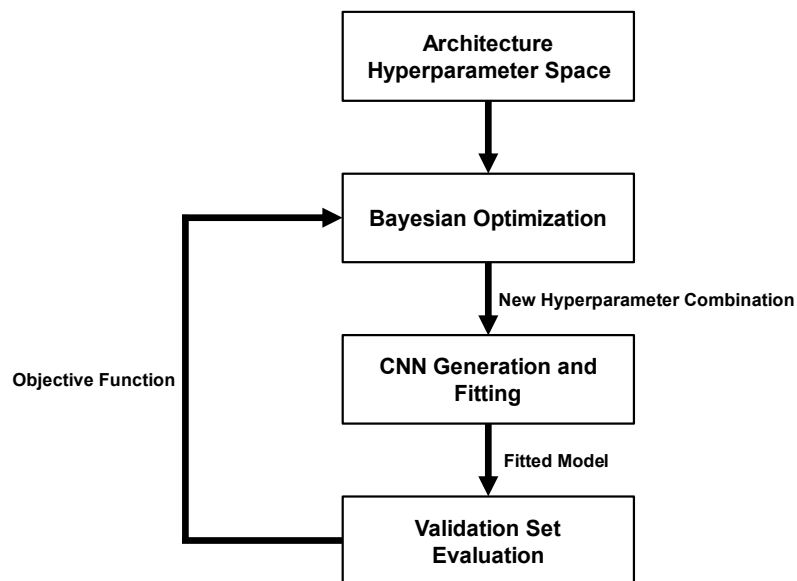 Architecture
Hyperparameter Space
Bayesian Optimization
New Hyperparameter Combination
CNN Generation and
Fitting
Objective Function
Fitted Model
Validation Set
Evaluation